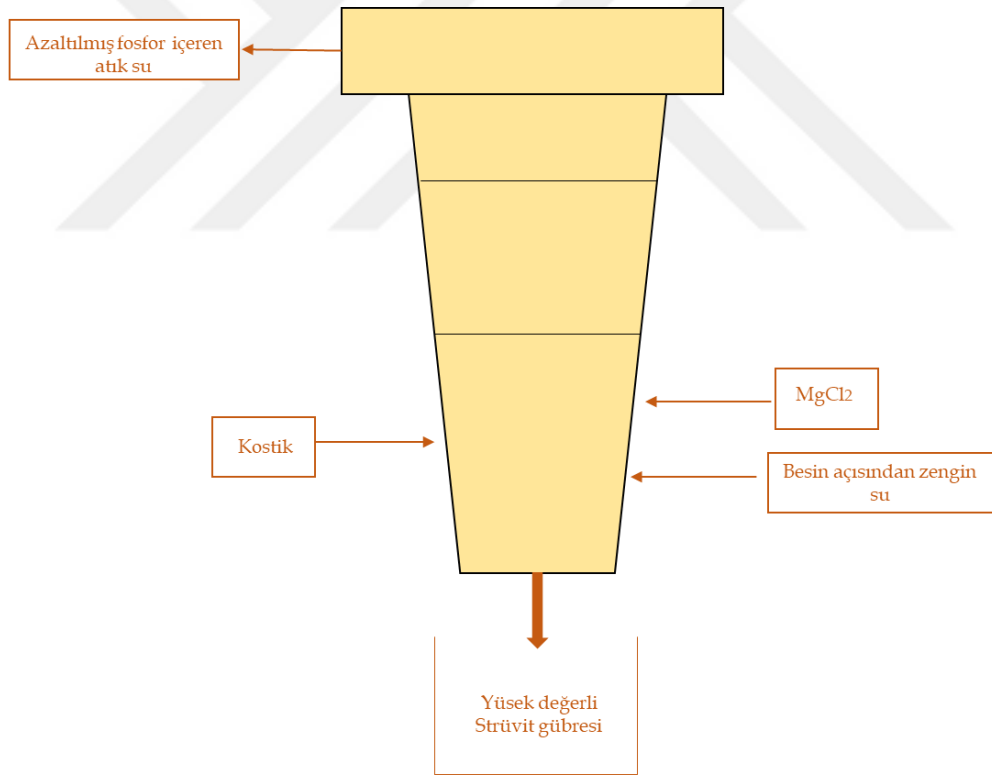 Azaltılmış fosfor içeren
atık su
MgCl2
Kostik
Besin açısından zengin
su
Yüsek değerli
Strüvit gübresi